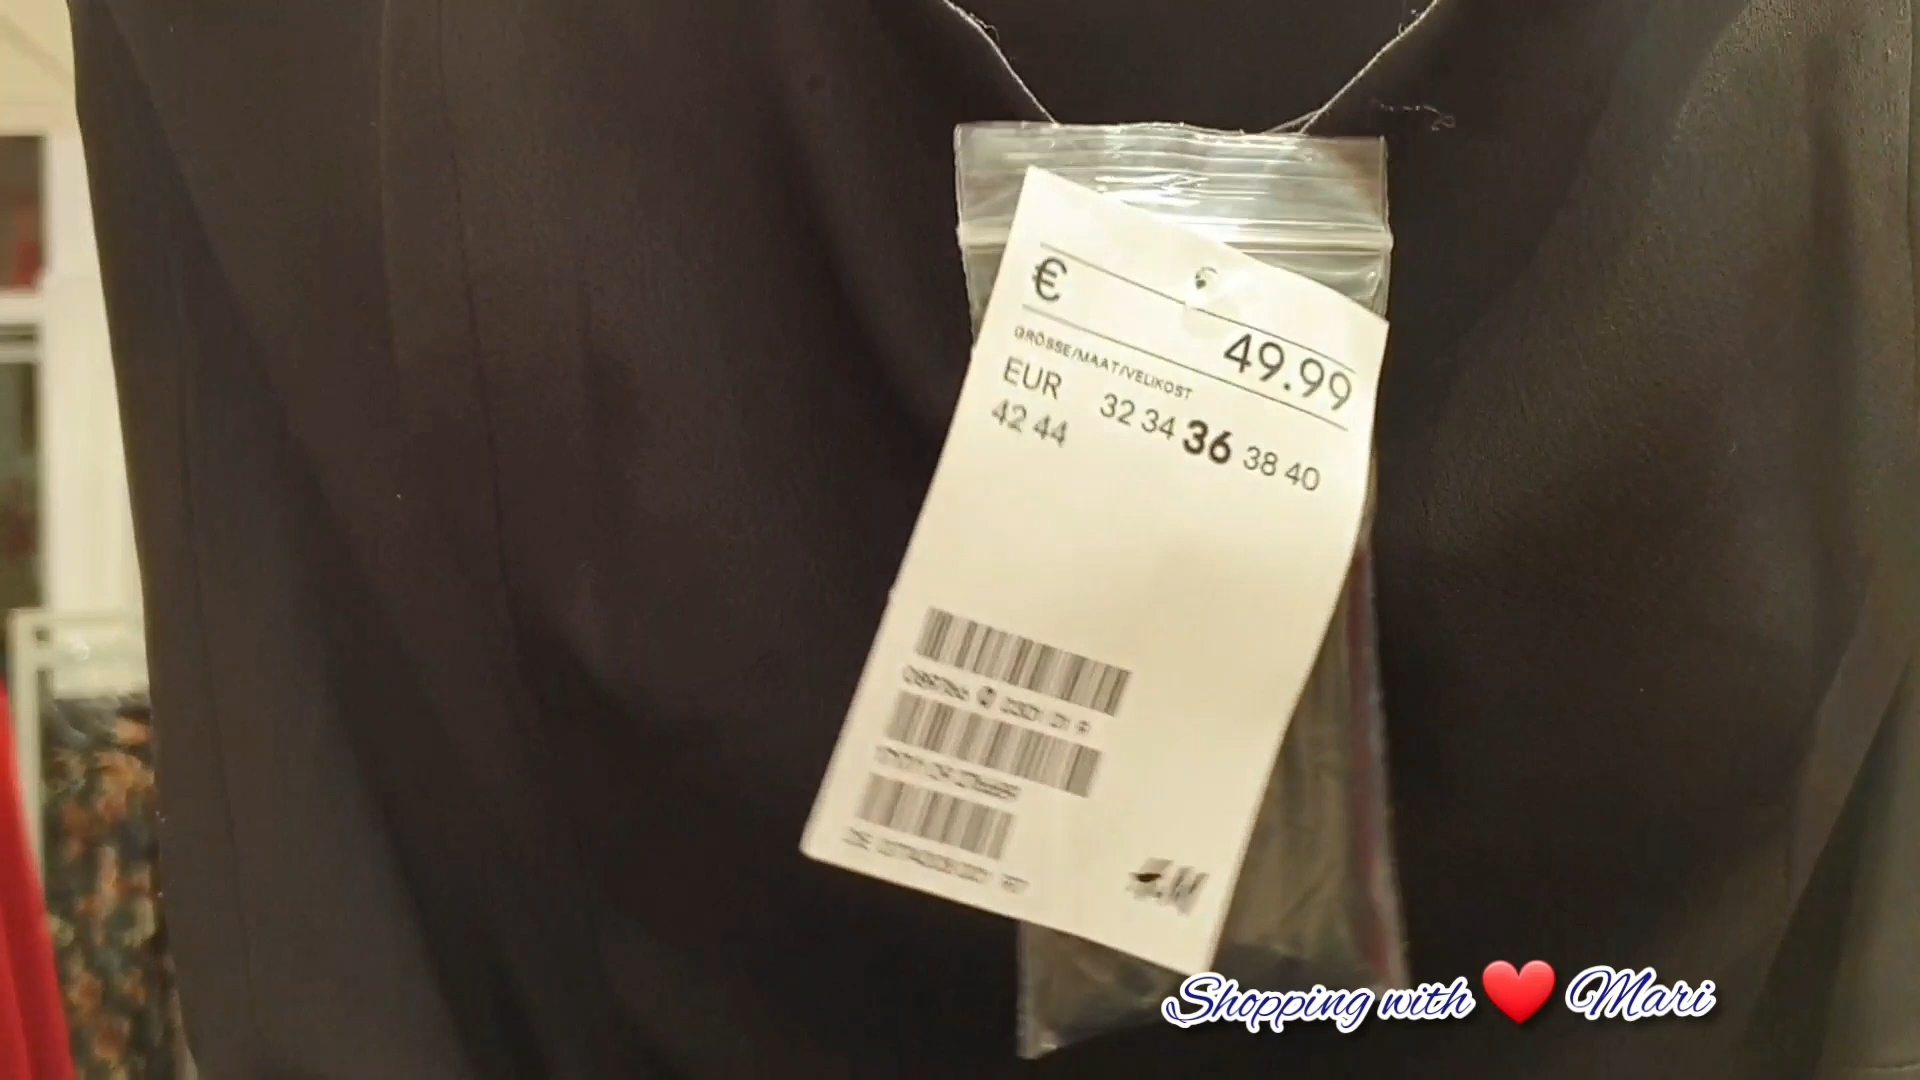 €
49.99
GRÖSSE/MAAT/VELIKOST
EUR 32 34 36 38 40
42 44
H&M
Shopping with ❤️ Mari